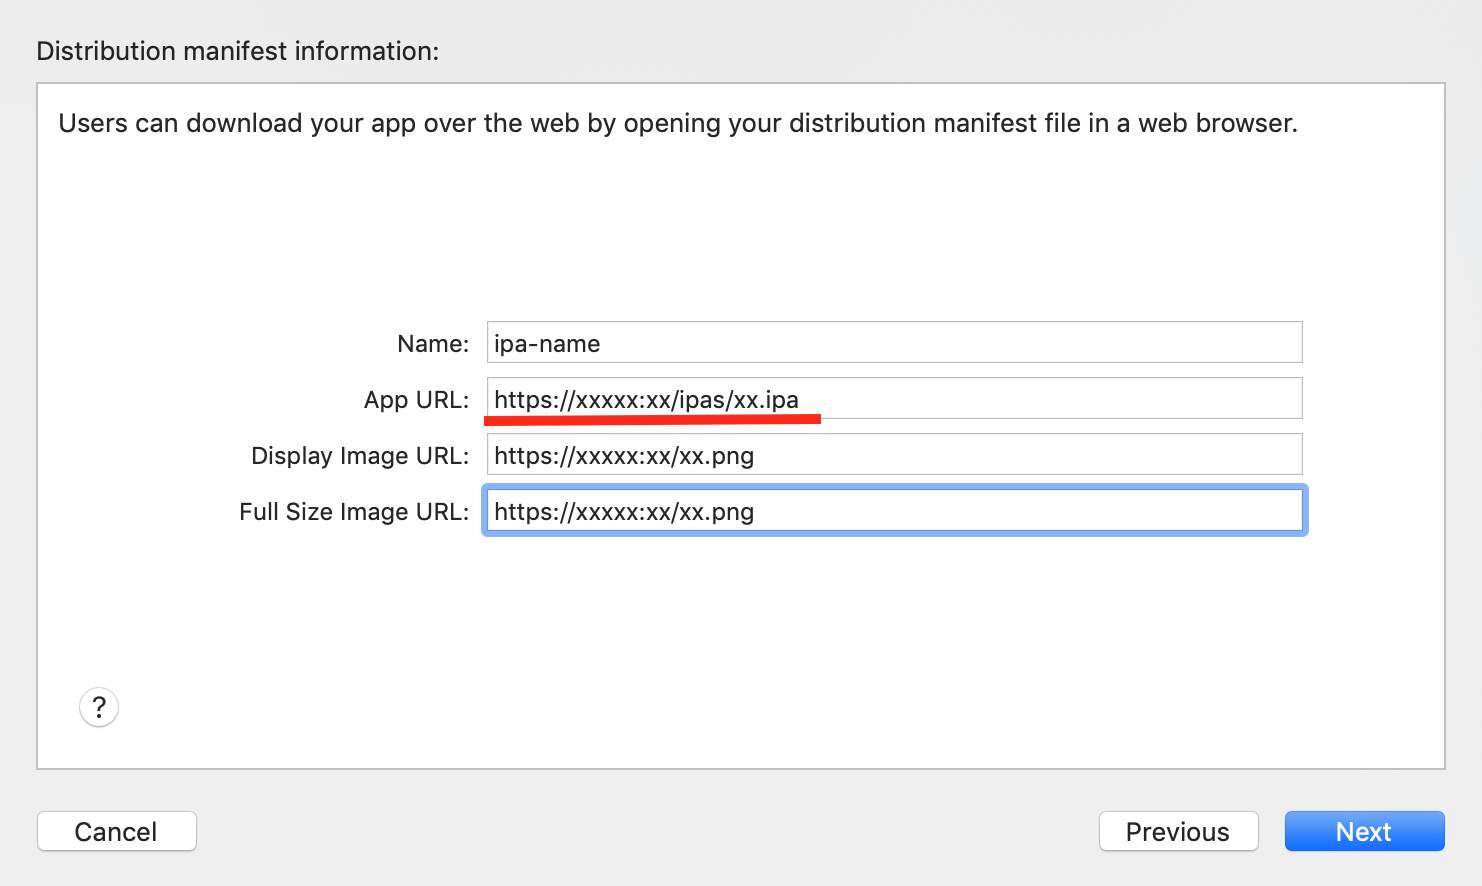 Distribution manifest information:
Users can download your app over the web by opening your distribution manifest file in a web browser.
Name: ipa-name
App URL: https://xxxxx:xx/ipas/xx.ipa
Display Image URL: https://xxxxx:xx/xx.png
Full Size Image URL: https://xxxxx:xx/xx.png
?
Cancel Previous Next